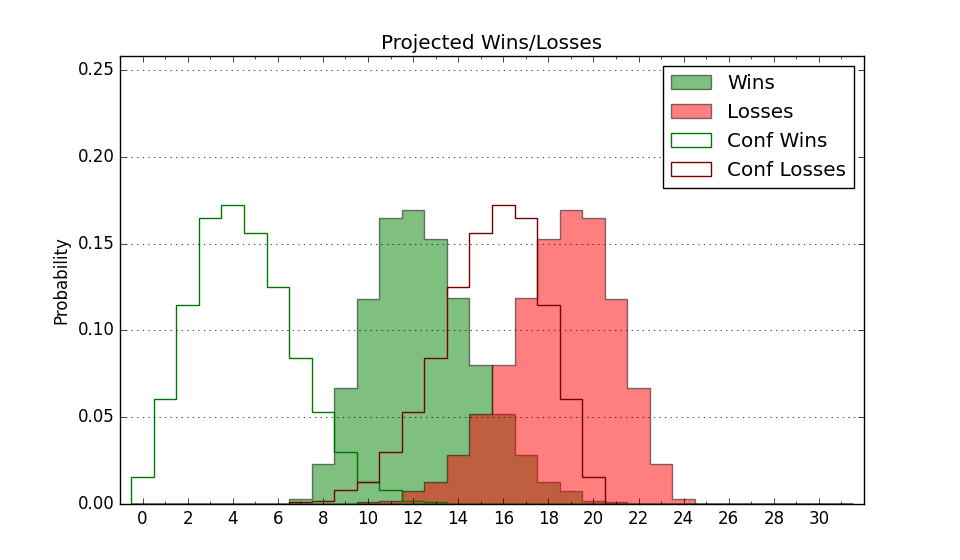 Projected Wins/Losses
0.25
0.20
0.15
0.10
0.05
0.00
Probability
Wins
Losses
Conf Wins
Conf Losses
0 2 4 6 8 10 12 14 16 18 20 22 24 26 28 30